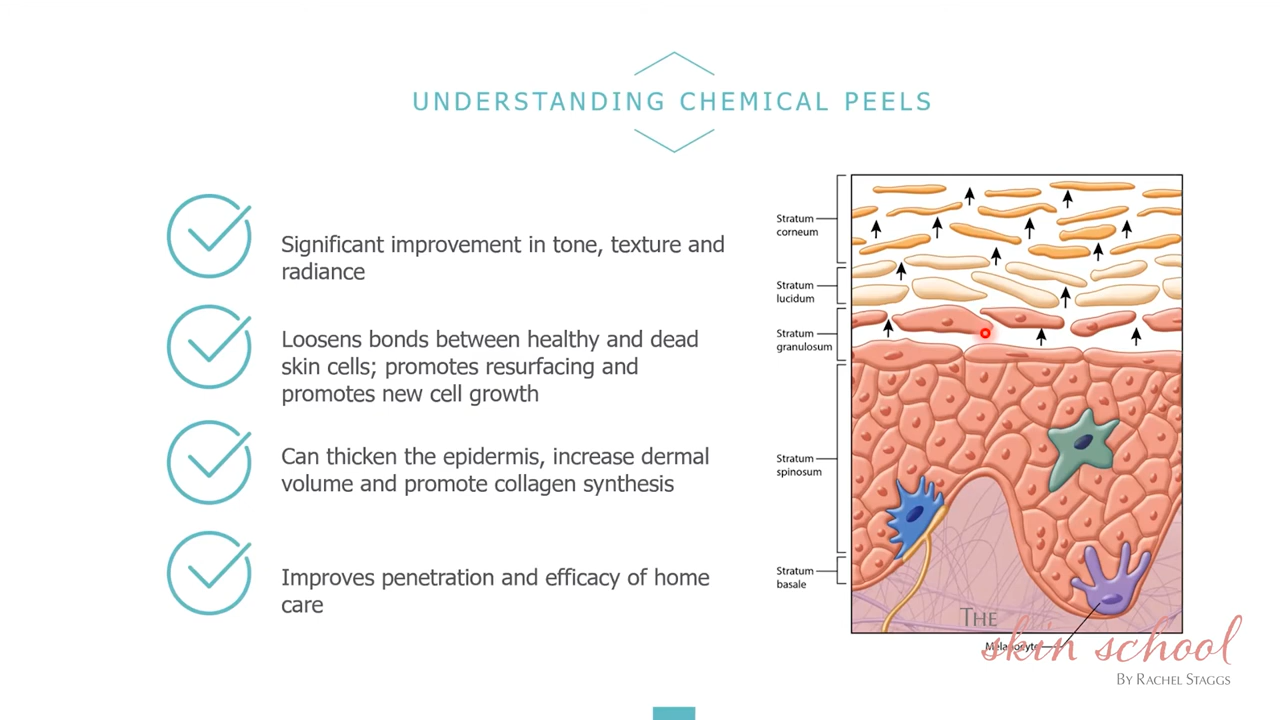 UNDERSTANDING CHEMICAL PEELS
Significant improvement in tone, texture and
radiance
Loosens bonds between healthy and dead
skin cells; promotes resurfacing and
promotes new cell growth
Can thicken the epidermis, increase dermal
volume and promote collagen synthesis
Improves penetration and efficacy of home
care
Stratum
corneum
Stratum
lucidum
Stratum
granulosum
Stratum
spinosum
Stratum
basale
Melanocyte
THE
skin school
BY RACHEL STAGGS